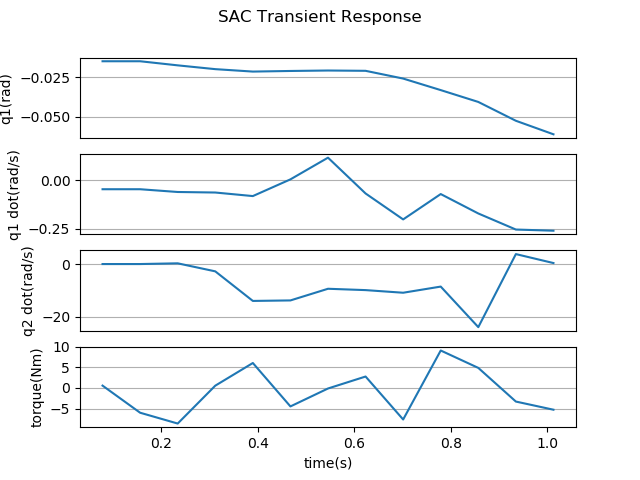 SAC Transient Response
q1(rad)
−0.025
−0.050
q1 dot(rad/s)
0.00
−0.25
q2 dot(rad/s)
0
−20
torque(Nm)
10
5
0
−5
0.2 0.4 0.6 0.8 1.0
time(s)